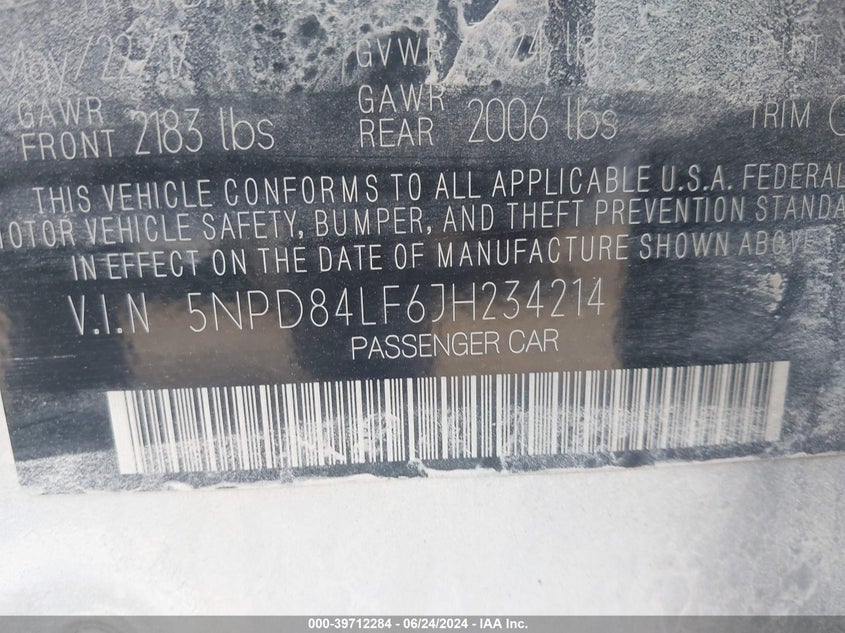 May/22/17 GVWR
GAWR FRONT 2183 lbs GAWR REAR 2006 lbs TRIM
THIS VEHICLE CONFORMS TO ALL APPLICABLE U.S.A. FEDERAL
MOTOR VEHICLE SAFETY, BUMPER, AND THEFT PREVENTION STANDA
IN EFFECT ON THE DATE OF MANUFACTURE SHOWN ABOVE
V.I.N 5NPD84LF6JH234214
PASSENGER CAR
000-39712284 - 06/24/2024 - IAA Inc.